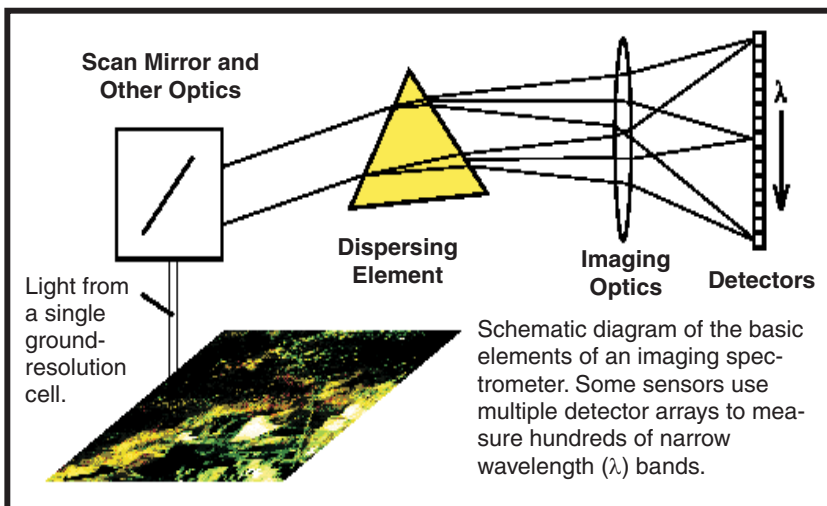 Scan Mirror and
Other Optics
Dispersing
Element
Imaging
Optics
λ
Detectors
Light from
a single
ground-
resolution
cell.
Schematic diagram of the basic
elements of an imaging spec-
trometer. Some sensors use
multiple detector arrays to mea-
sure hundreds of narrow
wavelength (λ) bands.